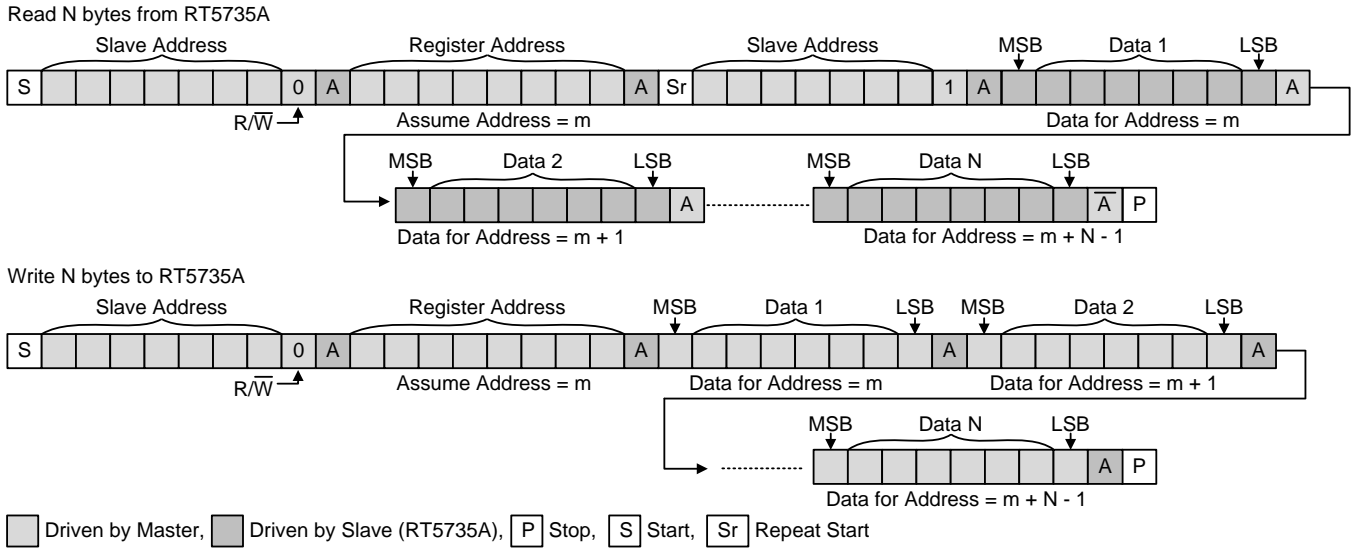 Read N bytes from RT5735A
Slave Address Register Address Slave Address MSB Data 1 LSB
S 0 A A Sr 1 A A
R/W̅ Assume Address = m Data for Address = m
MSB Data 2 LSB MSB Data N LSB
A A̅ P
Data for Address = m + 1 Data for Address = m + N - 1
Write N bytes to RT5735A
Slave Address Register Address MSB Data 1 LSB MSB Data 2 LSB
S 0 A A A A
R/W̅ Assume Address = m Data for Address = m Data for Address = m + 1
MSB Data N LSB
A P
Data for Address = m + N - 1
Driven by Master, Driven by Slave (RT5735A), P Stop, S Start, Sr Repeat Start